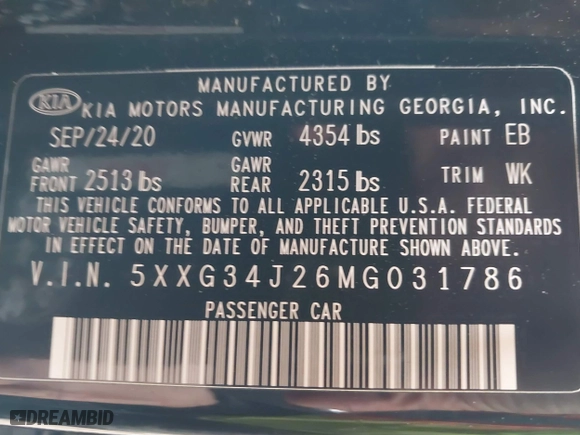 MANUFACTURED BY
KIA KIA MOTORS MANUFACTURING GEORGIA, INC.
SEP/24/20 GVWR 4354 lbs PAINT EB
GAWR FRONT 2513 lbs GAWR REAR 2315 lbs TRIM WK
THIS VEHICLE CONFORMS TO ALL APPLICABLE U.S.A. FEDERAL
MOTOR VEHICLE SAFETY, BUMPER, AND THEFT PREVENTION STANDARDS
IN EFFECT ON THE DATE OF MANUFACTURE SHOWN ABOVE.
V.I.N. 5XXG34J26MG031786
PASSENGER CAR
DREAMBID